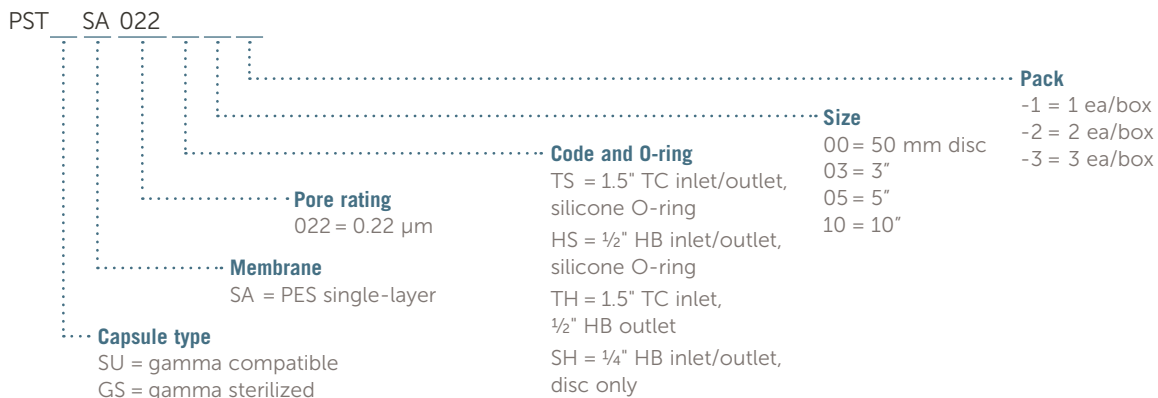 PST__ SA 022__ __ __
Pack
-1 = 1 ea/box
-2 = 2 ea/box
-3 = 3 ea/box
Size
00 = 50 mm disc
03 = 3"
05 = 5"
10 = 10"
Code and O-ring
TS = 1.5" TC inlet/outlet,
silicone O-ring
HS = ½" HB inlet/outlet,
silicone O-ring
TH = 1.5" TC inlet,
½" HB outlet
SH = ¼" HB inlet/outlet,
disc only
Pore rating
022 = 0.22 µm
Membrane
SA = PES single-layer
Capsule type
SU = gamma compatible
GS = gamma sterilized